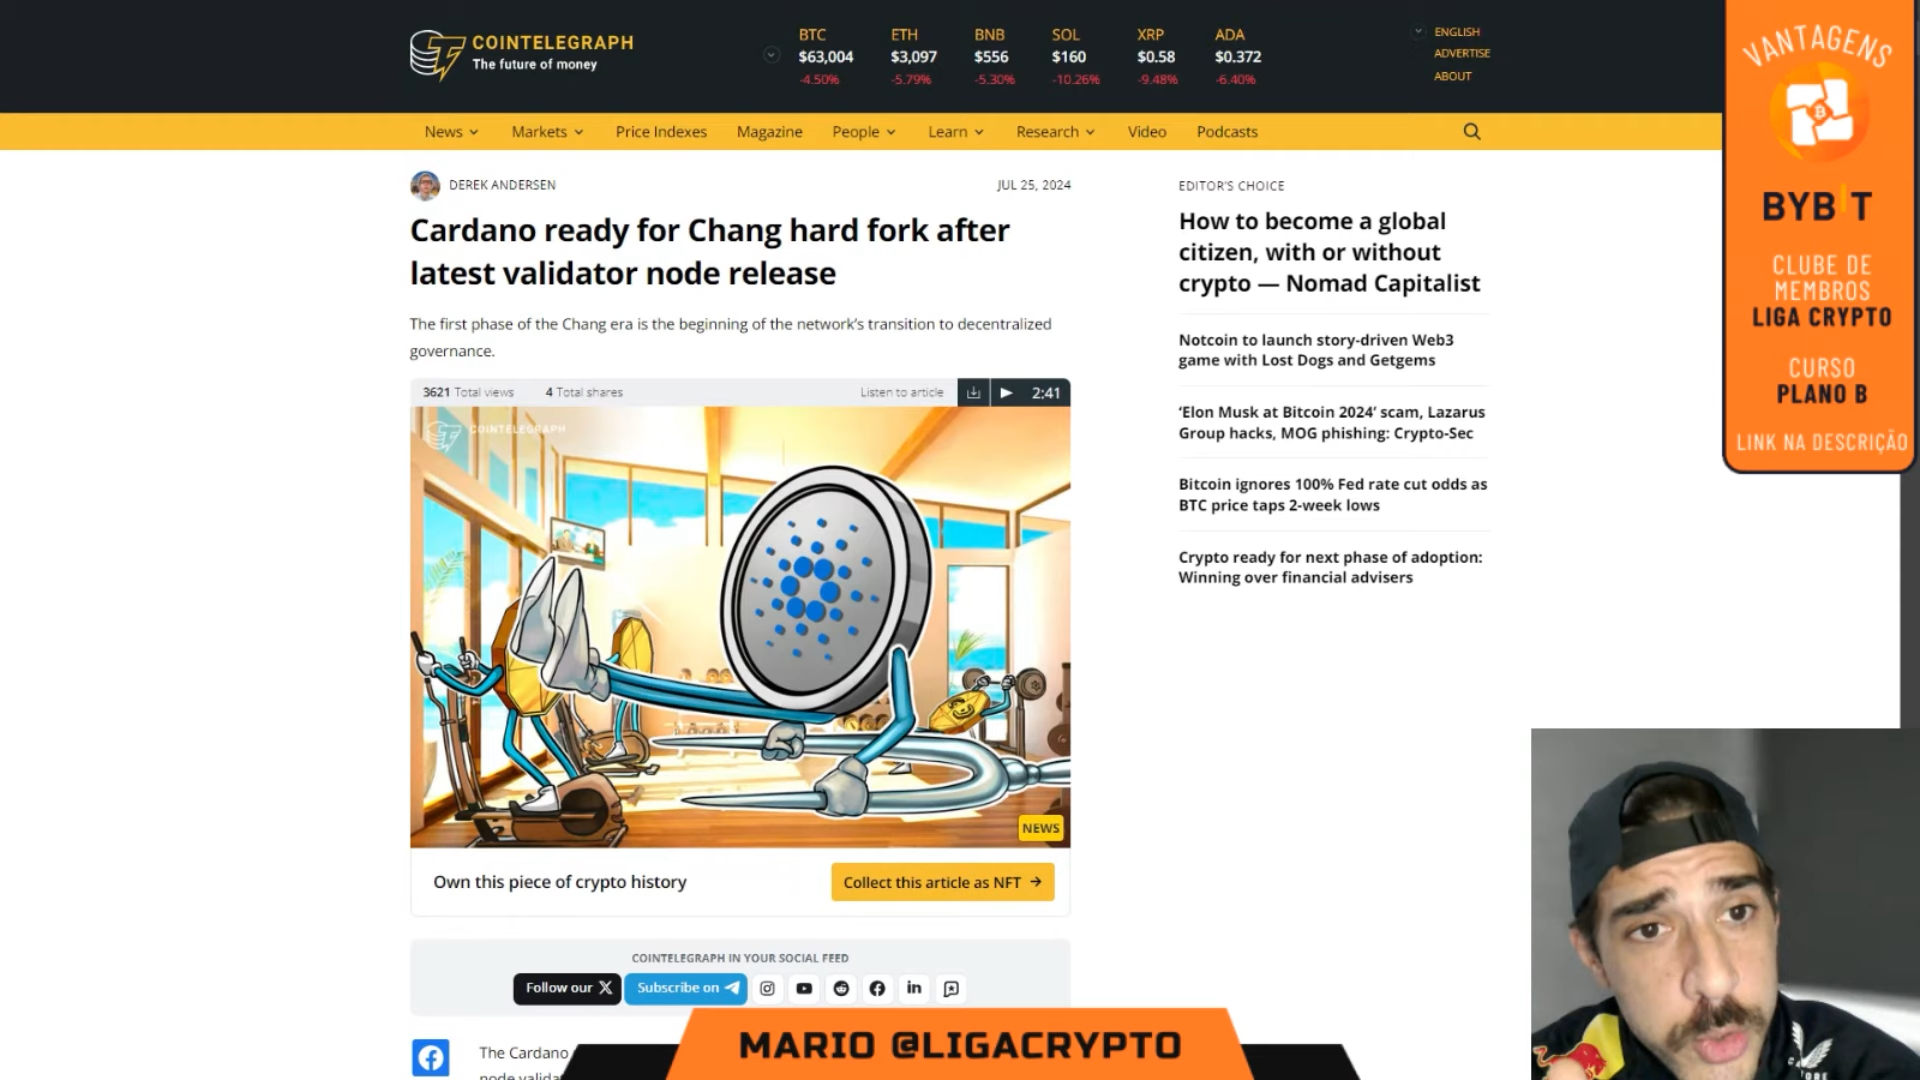 COINTELEGRAPH
The future of money
BTC
$63,004
-4.50%
ETH
$3,097
-5.79%
BNB
$556
-5.30%
SOL
$160
-10.26%
XRP
$0.58
-9.48%
ADA
$0.372
-6.40%
ENGLISH
ADVERTISE
ABOUT
News
Markets
Price Indexes
Magazine
People
Learn
Research
Video
Podcasts
DEREK ANDERSEN
JUL 25, 2024
Cardano ready for Chang hard fork after
latest validator node release
The first phase of the Chang era is the beginning of the network's transition to decentralized
governance.
3621 Total views
4 Total shares
Listen to article
2:41
COINTELEGRAPH
NEWS
Own this piece of crypto history
Collect this article as NFT →
COINTELEGRAPH IN YOUR SOCIAL FEED
Follow our X
Subscribe on
The Cardano
EDITOR'S CHOICE
How to become a global
citizen, with or without
crypto — Nomad Capitalist
Notcoin to launch story-driven Web3
game with Lost Dogs and Getgems
'Elon Musk at Bitcoin 2024' scam, Lazarus
Group hacks, MOG phishing: Crypto-Sec
Bitcoin ignores 100% Fed rate cut odds as
BTC price taps 2-week lows
Crypto ready for next phase of adoption:
Winning over financial advisers
VANTAGENS
BYBIT
CLUBE DE
MEMBROS
LIGA CRYPTO
CURSO
PLANO B
LINK NA DESCRIÇÃO
MARIO @LIGACRYPTO